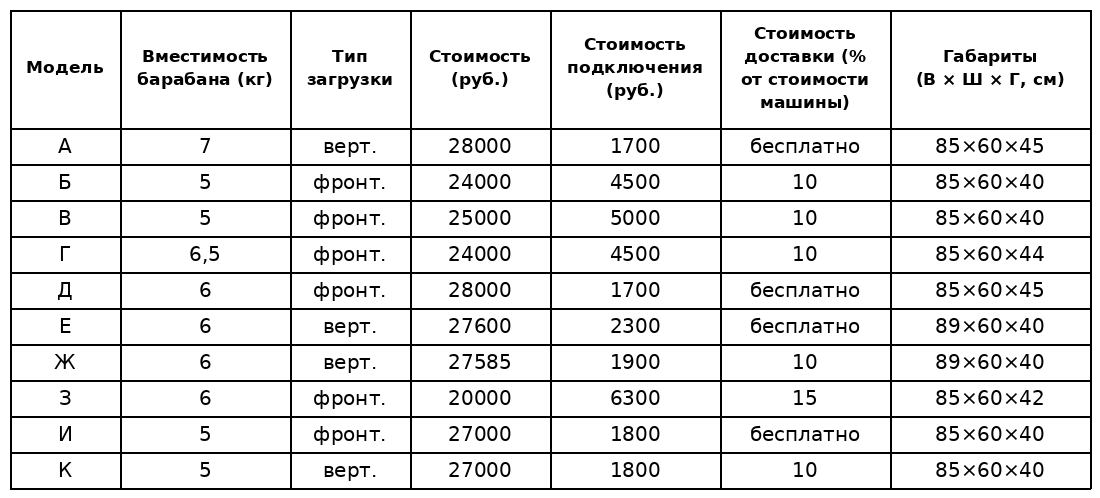 Модель | Вместимость барабана (кг) | Тип загрузки | Стоимость (руб.) | Стоимость подключения (руб.) | Стоимость доставки (% от стоимости машины) | Габариты (В × Ш × Г, см)
А | 7 | верт. | 28000 | 1700 | бесплатно | 85×60×45
Б | 5 | фронт. | 24000 | 4500 | 10 | 85×60×40
В | 5 | фронт. | 25000 | 5000 | 10 | 85×60×40
Г | 6,5 | фронт. | 24000 | 4500 | 10 | 85×60×44
Д | 6 | фронт. | 28000 | 1700 | бесплатно | 85×60×45
Е | 6 | верт. | 27600 | 2300 | бесплатно | 89×60×40
Ж | 6 | верт. | 27585 | 1900 | 10 | 89×60×40
З | 6 | фронт. | 20000 | 6300 | 15 | 85×60×42
И | 5 | фронт. | 27000 | 1800 | бесплатно | 85×60×40
К | 5 | верт. | 27000 | 1800 | 10 | 85×60×40